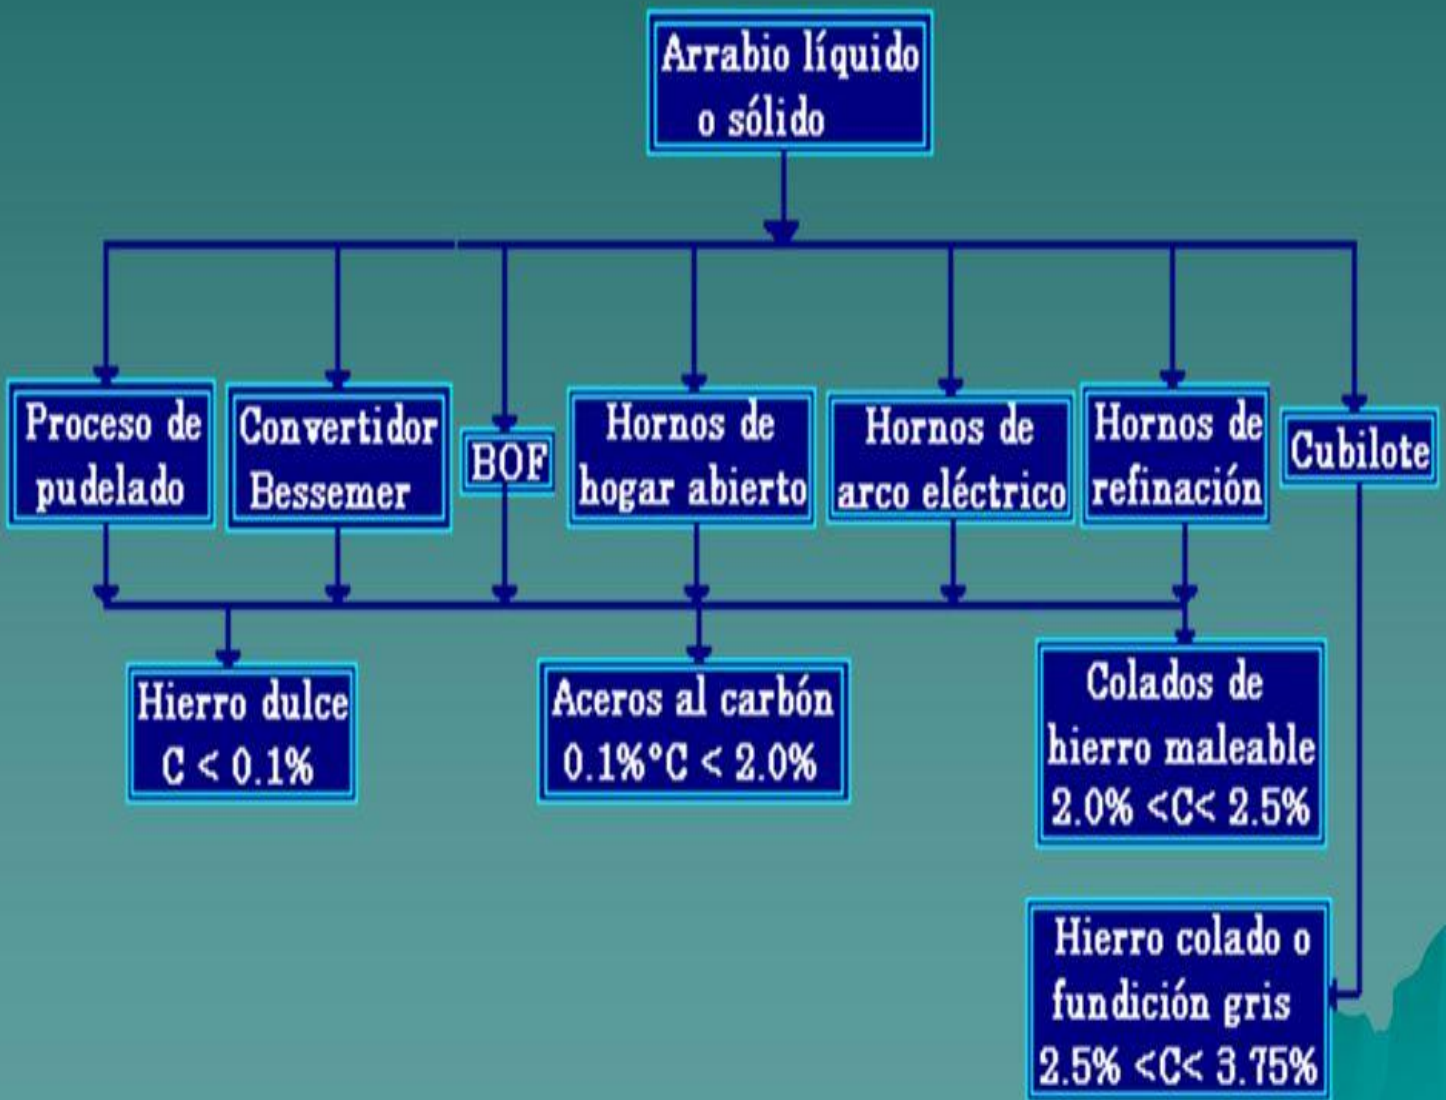 Arrabio líquido
o sólido
Proceso de
pudelado
Convertidor
Bessemer
BOF
Hornos de
hogar abierto
Hornos de
arco eléctrico
Hornos de
refinación
Cubilote
Hierro dulce
C < 0.1%
Aceros al carbón
0.1%°C < 2.0%
Colados de
hierro maleable
2.0% <C< 2.5%
Hierro colado o
fundición gris
2.5% <C< 3.75%